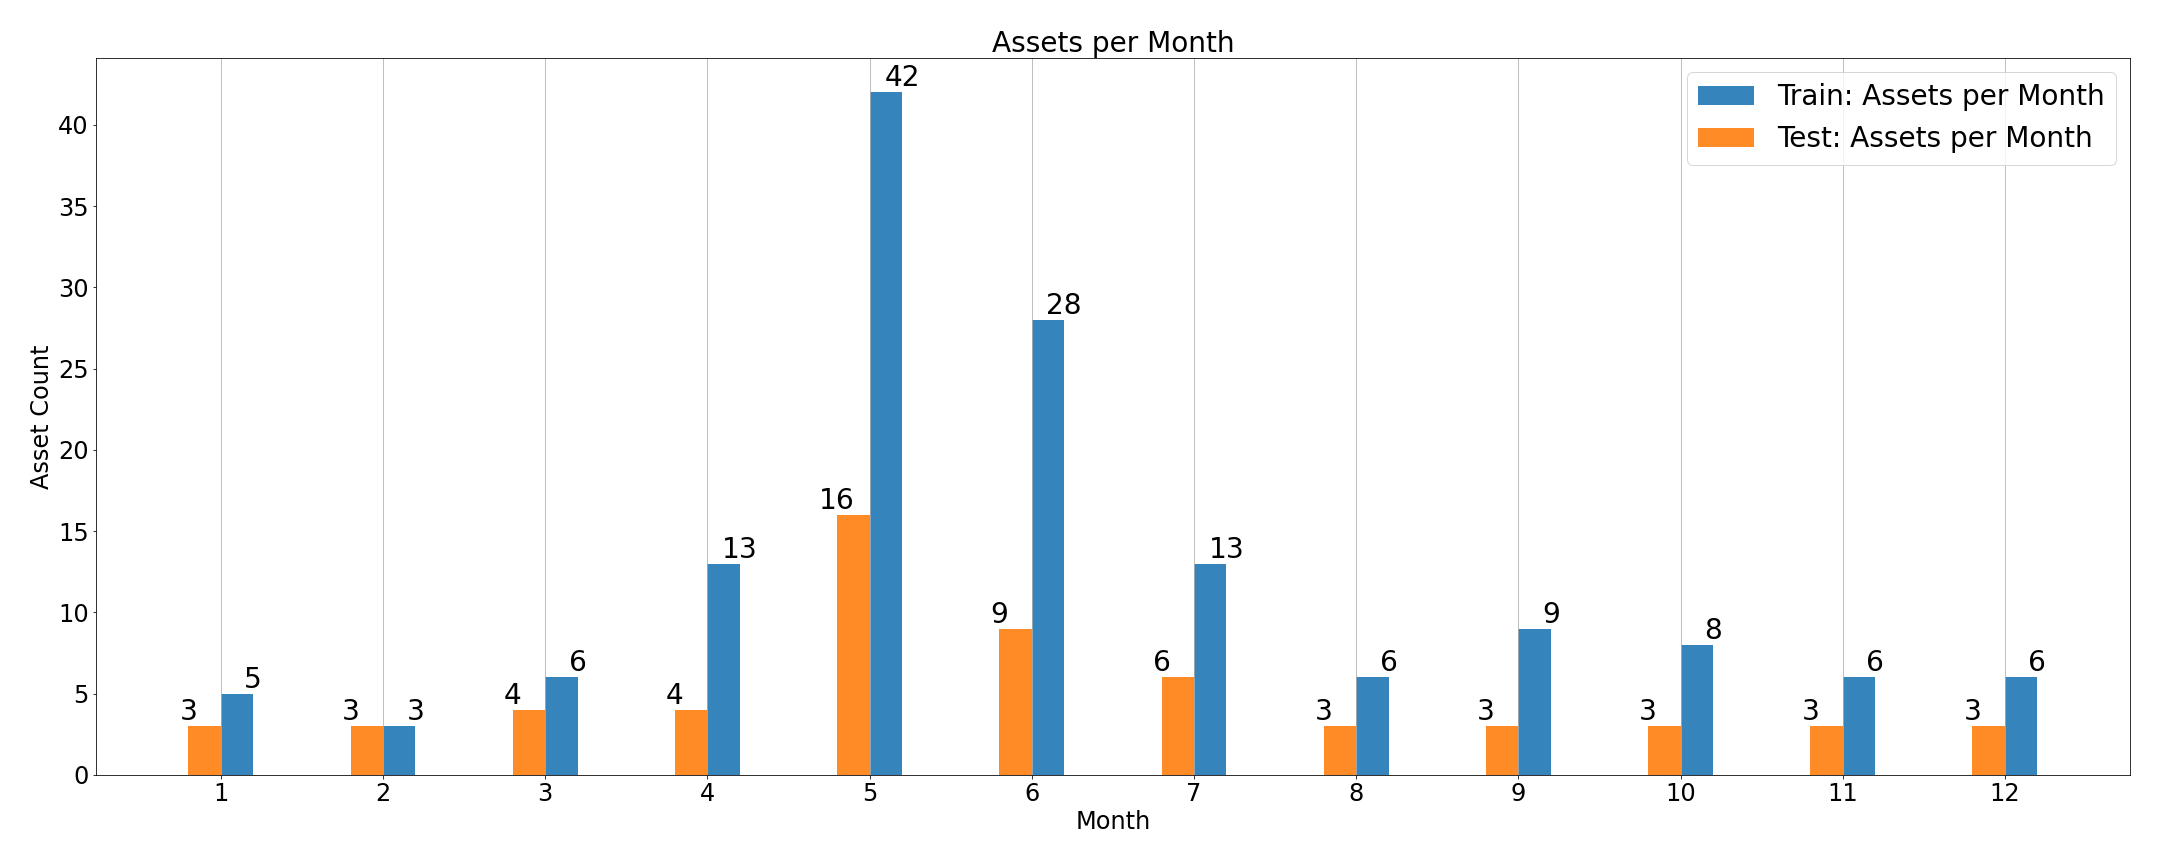 Assets per Month
Train: Assets per Month
Test: Assets per Month
Asset Count
40
35
30
25
20
15
10
5
0
3 5 3 3 4 6 4 13 16 42 9 28 6 13 3 6 3 9 3 8 3 6 3 6
1 2 3 4 5 6 7 8 9 10 11 12
Month